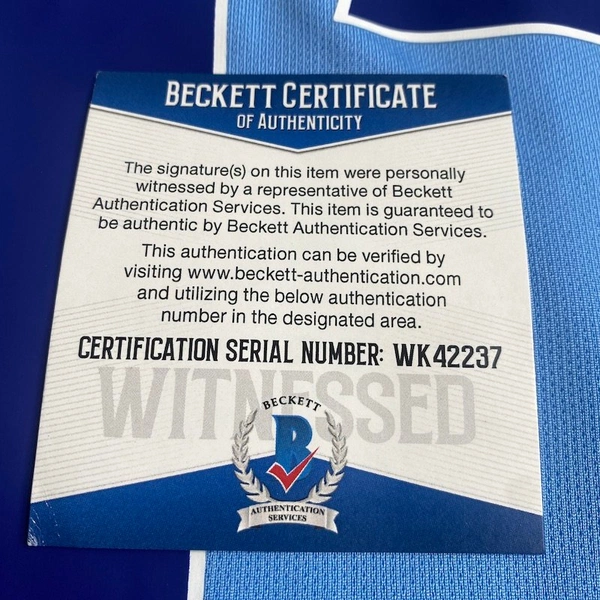 BECKETT CERTIFICATE
OF AUTHENTICITY
The signature(s) on this item were personally
witnessed by a representative of Beckett
Authentication Services. This item is guaranteed to
be authentic by Beckett Authentication Services.
This authentication can be verified by
visiting www.beckett-authentication.com
and utilizing the below authentication
number in the designated area.
CERTIFICATION SERIAL NUMBER: WK42237
WITNESSED
BECKETT
B
AUTHENTICATION
SERVICES